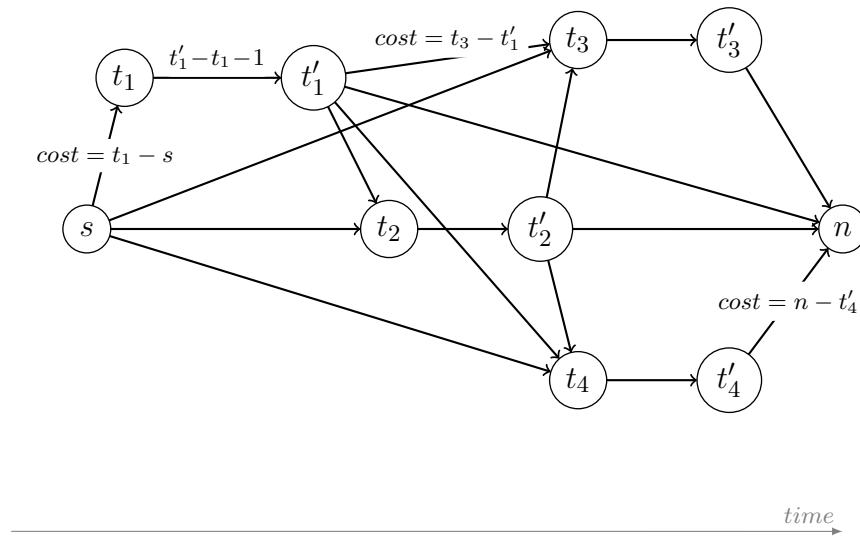 cost = t₃ − t′₁
t₃
t′₃
t′₁−t₁−1
t₁
t′₁
cost = t₁ − s
s
t₂
t′₂
n
cost = n − t′₄
t₄
t′₄
time